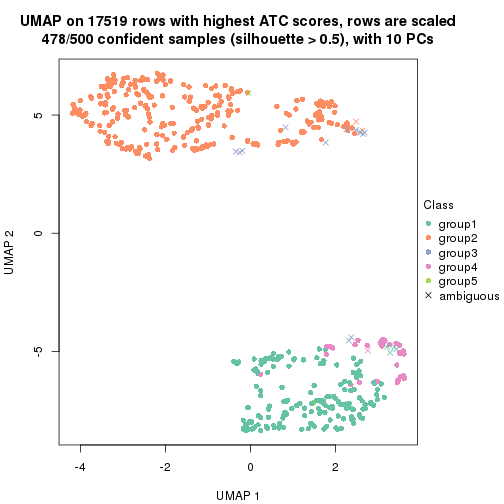 UMAP on 17519 rows with highest ATC scores, rows are scaled
478/500 confident samples (silhouette > 0.5), with 10 PCs
5
0
-5
UMAP 2
-4
-2
0
2
UMAP 1
Class
group1
group2
group3
group4
group5
ambiguous